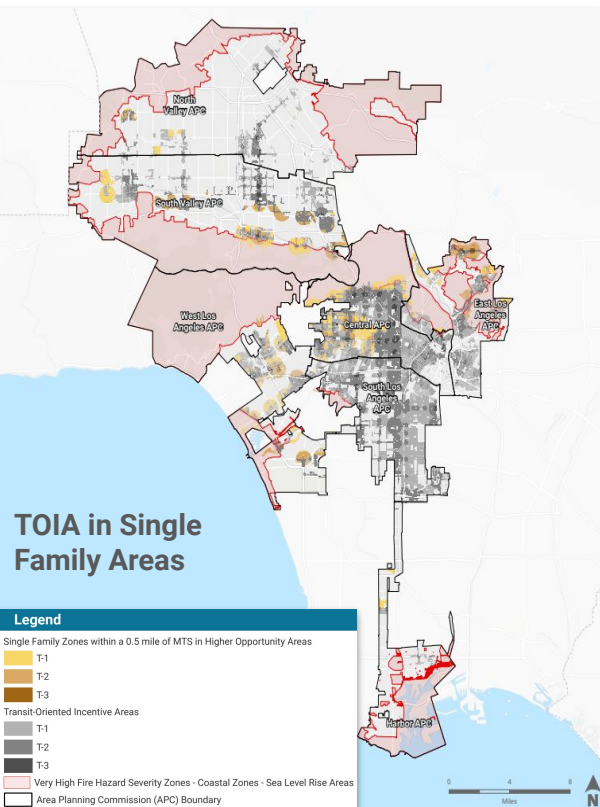 North
Valley APC
South Valley APC
West Los
Angeles APC
Central APC
East Los
Angeles
APC
South Los
Angeles
APC
TOIA in Single
Family Areas
Legend
Single Family Zones within a 0.5 mile of MTS in Higher Opportunity Areas
T-1
T-2
T-3
Transit-Oriented Incentive Areas
T-1
T-2
T-3
Very High Fire Hazard Severity Zones - Coastal Zones - Sea Level Rise Areas
Area Planning Commission (APC) Boundary
Harbor APC
0 4 8
Miles
N